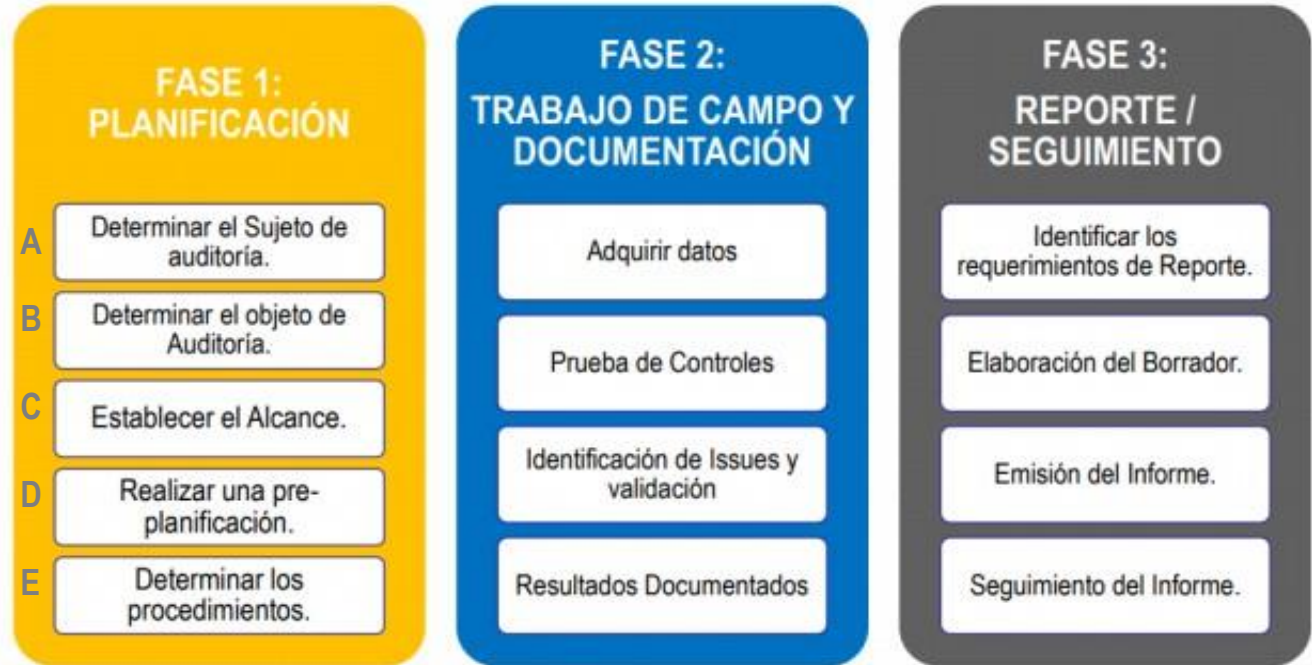 FASE 1:
PLANIFICACIÓN
A
Determinar el Sujeto de
auditoría.
B
Determinar el objeto de
Auditoría.
C
Establecer el Alcance.
D
Realizar una pre-
planificación.
E
Determinar los
procedimientos.
FASE 2:
TRABAJO DE CAMPO Y
DOCUMENTACIÓN
Adquirir datos
Prueba de Controles
Identificación de Issues y
validación
Resultados Documentados
FASE 3:
REPORTE /
SEGUIMIENTO
Identificar los
requerimientos de Reporte.
Elaboración del Borrador.
Emisión del Informe.
Seguimiento del Informe.